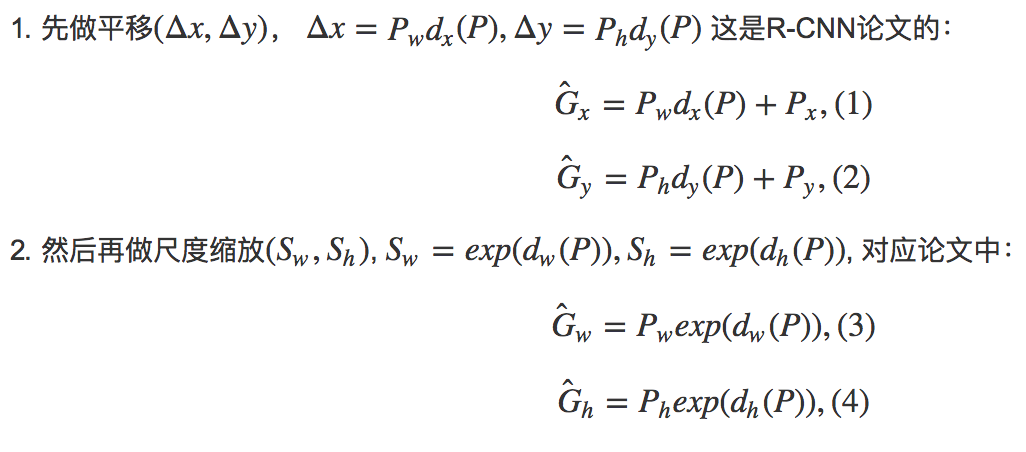 1. 先做平移(Δx, Δy)， Δx = P_w d_x(P), Δy = P_h d_y(P) 这是R-CNN论文的：
Ĝ_x = P_w d_x(P) + P_x, (1)
Ĝ_y = P_h d_y(P) + P_y, (2)
2. 然后再做尺度缩放(S_w, S_h), S_w = exp(d_w(P)), S_h = exp(d_h(P)), 对应论文中：
Ĝ_w = P_w exp(d_w(P)), (3)
Ĝ_h = P_h exp(d_h(P)), (4)